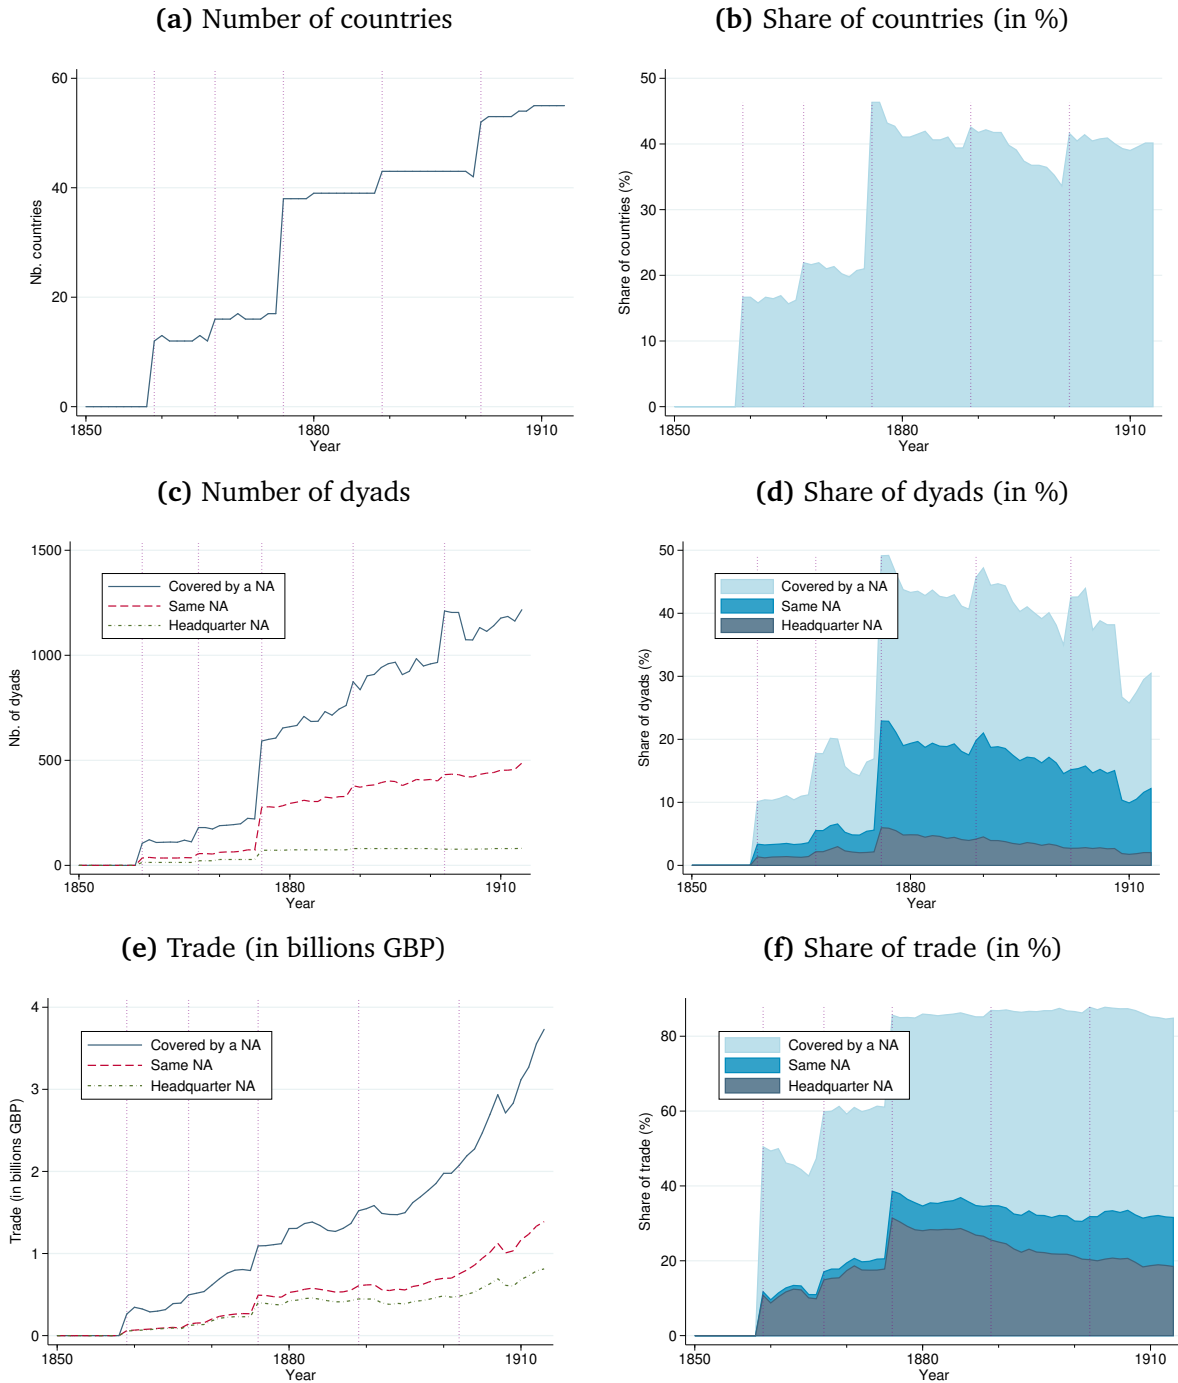 (a) Number of countries
60
40
20
0
Nb. countries
1850
1880
1910
Year
(b) Share of countries (in %)
50
40
30
20
10
0
Share of countries (%)
1850
1880
1910
Year
(c) Number of dyads
1500
1000
500
0
Nb. of dyads
Covered by a NA
Same NA
Headquarter NA
1850
1880
1910
Year
(d) Share of dyads (in %)
50
40
30
20
10
0
Share of dyads (%)
Covered by a NA
Same NA
Headquarter NA
1850
1880
1910
Year
(e) Trade (in billions GBP)
4
3
2
1
0
Trade (in billions GBP)
Covered by a NA
Same NA
Headquarter NA
1850
1880
1910
Year
(f) Share of trade (in %)
80
60
40
20
0
Share of trade (%)
Covered by a NA
Same NA
Headquarter NA
1850
1880
1910
Year